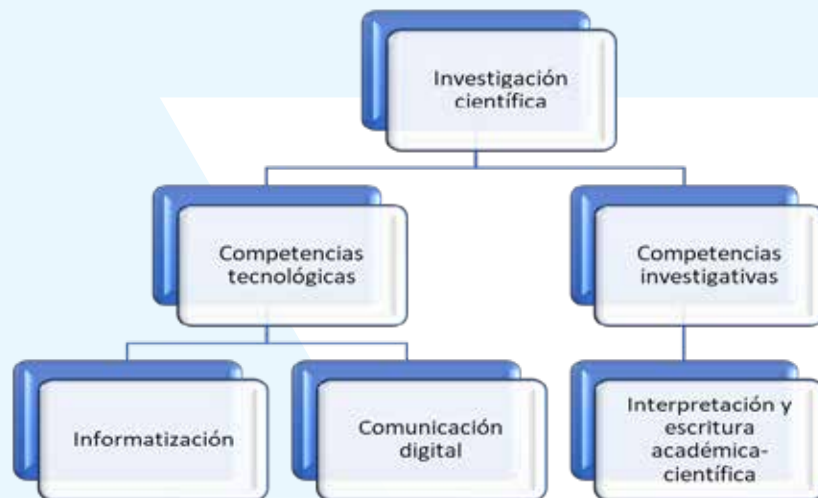 Investigación
científica
Competencias
tecnológicas
Competencias
investigativas
Informatización
Comunicación
digital
Interpretación y
escritura
académica-
científica